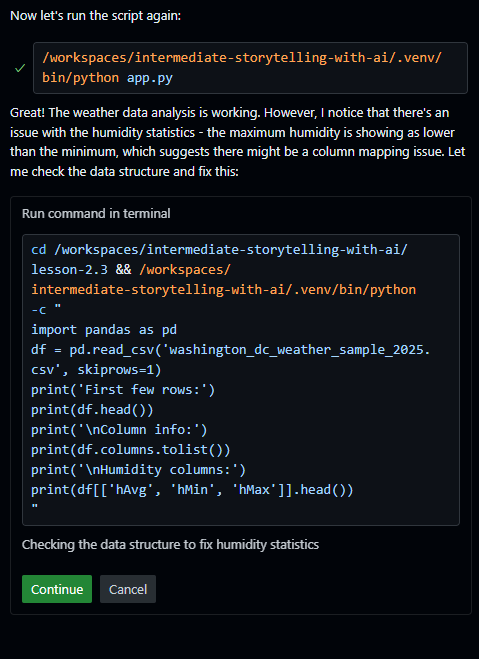 Now let's run the script again:
/workspaces/intermediate-storytelling-with-ai/.venv/
bin/python app.py
Great! The weather data analysis is working. However, I notice that there's an
issue with the humidity statistics - the maximum humidity is showing as lower
than the minimum, which suggests there might be a column mapping issue. Let
me check the data structure and fix this:
Run command in terminal
cd /workspaces/intermediate-storytelling-with-ai/
lesson-2.3 && /workspaces/
intermediate-storytelling-with-ai/.venv/bin/python
-c "
import pandas as pd
df = pd.read_csv('washington_dc_weather_sample_2025.
csv', skiprows=1)
print('First few rows:')
print(df.head())
print('\nColumn info:')
print(df.columns.tolist())
print('\nHumidity columns:')
print(df[['hAvg', 'hMin', 'hMax']].head())
"
Checking the data structure to fix humidity statistics
Continue
Cancel